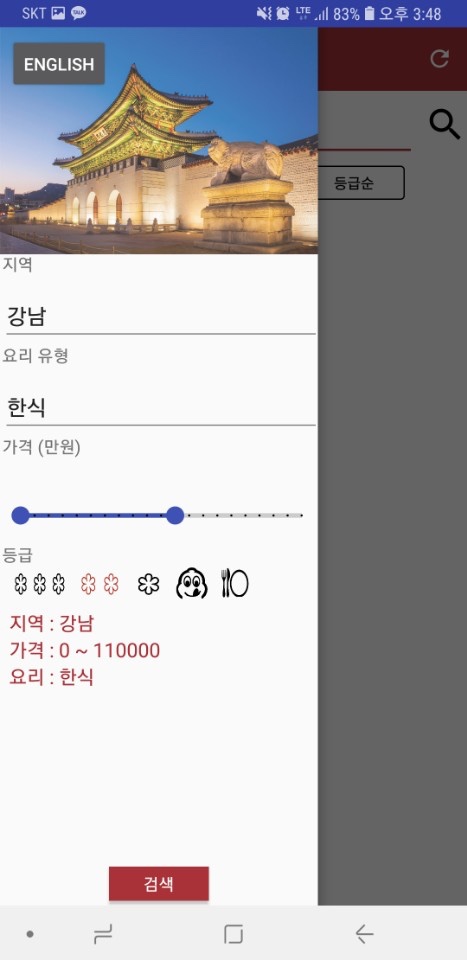 SKT TALK LTE 83% 오후 3:48
ENGLISH
등급순
지역
강남
요리 유형
한식
가격 (만원)
등급
지역 : 강남
가격 : 0 ~ 110000
요리 : 한식
검색